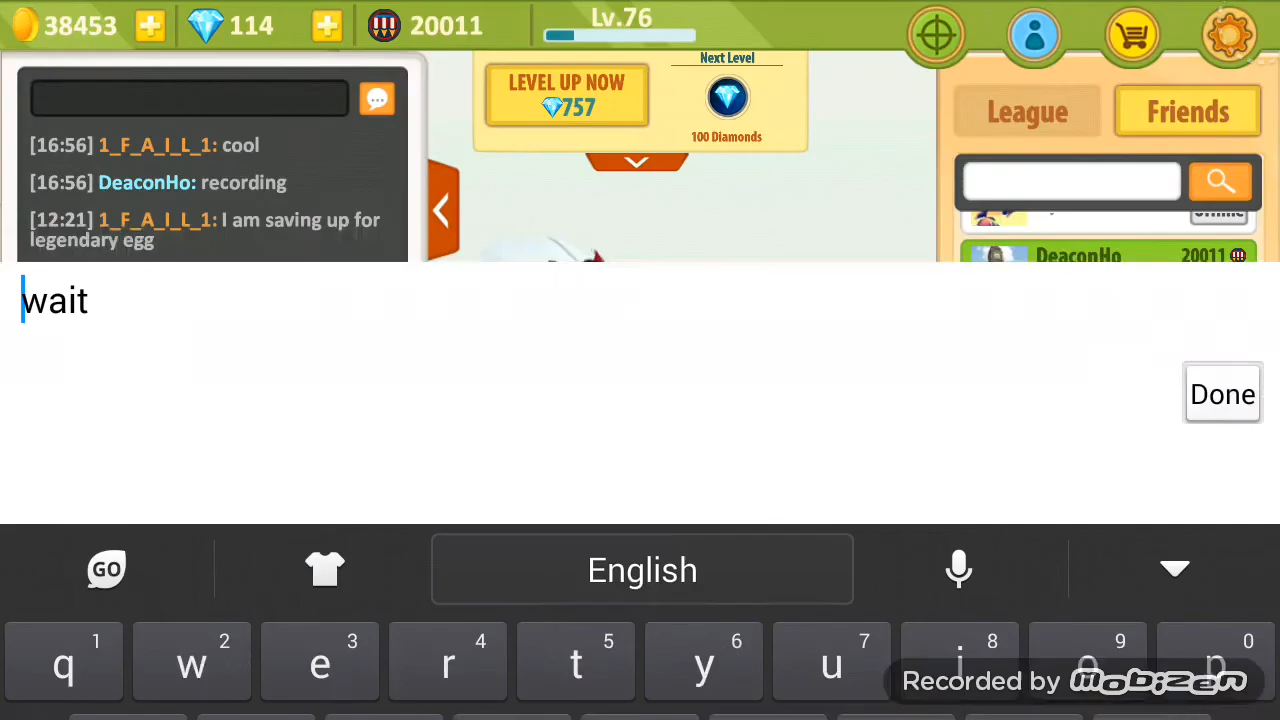 38453
114
20011
Lv.76
LEVEL UP NOW
757
Next Level
100 Diamonds
League
Friends
[16:56] 1_F_A_I_L_1: cool
[16:56] DeaconHo: recording
[12:21] 1_F_A_I_L_1: I am saving up for
legendary egg
DeaconHo 20011
wait
Done
GO
English
1 2 3 4 5 6 7 8 9 0
q w e r t y u i o p
Recorded by Mobizen